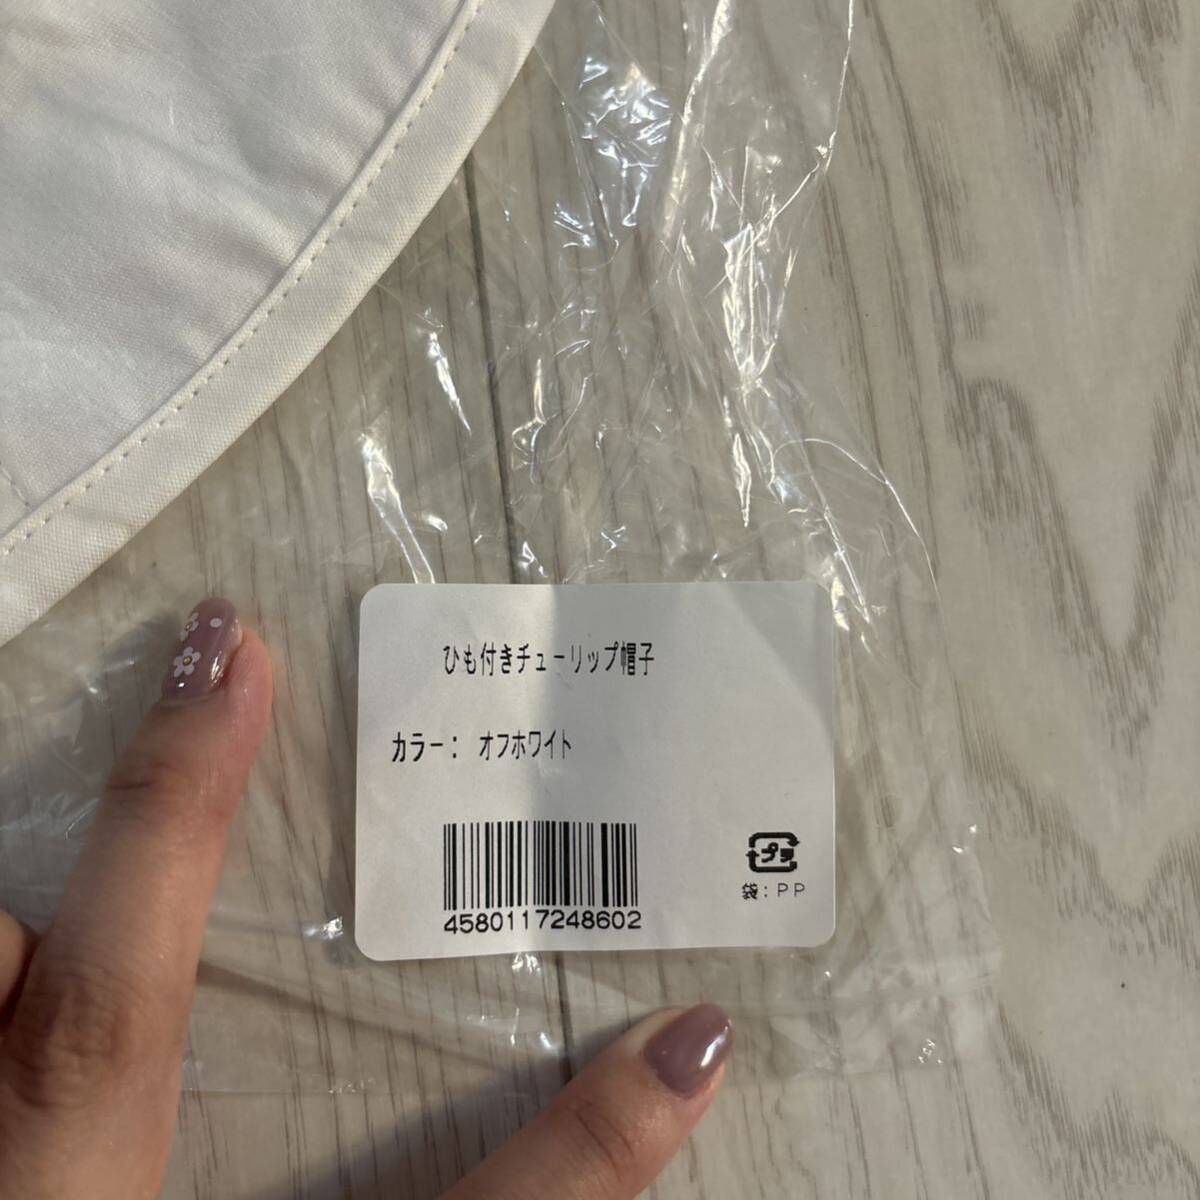 ひも付きチューリップ帽子
カラー： オフホワイト
4580117248602
プラ
袋：ＰＰ